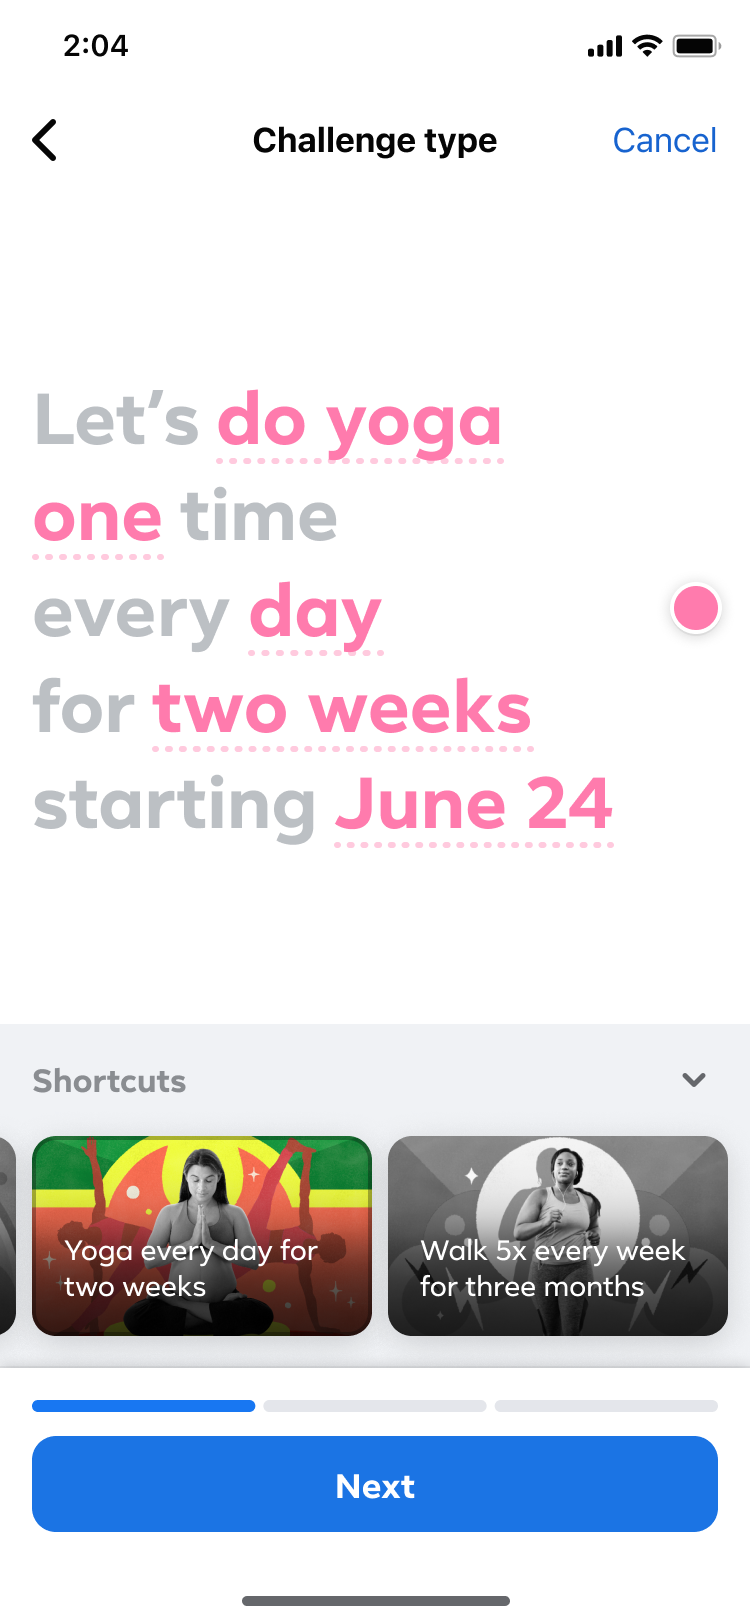 2:04
Challenge type
Cancel
Let’s do yoga
one time
every day
for two weeks
starting June 24
Shortcuts
Yoga every day for
two weeks
Walk 5x every week
for three months
Next